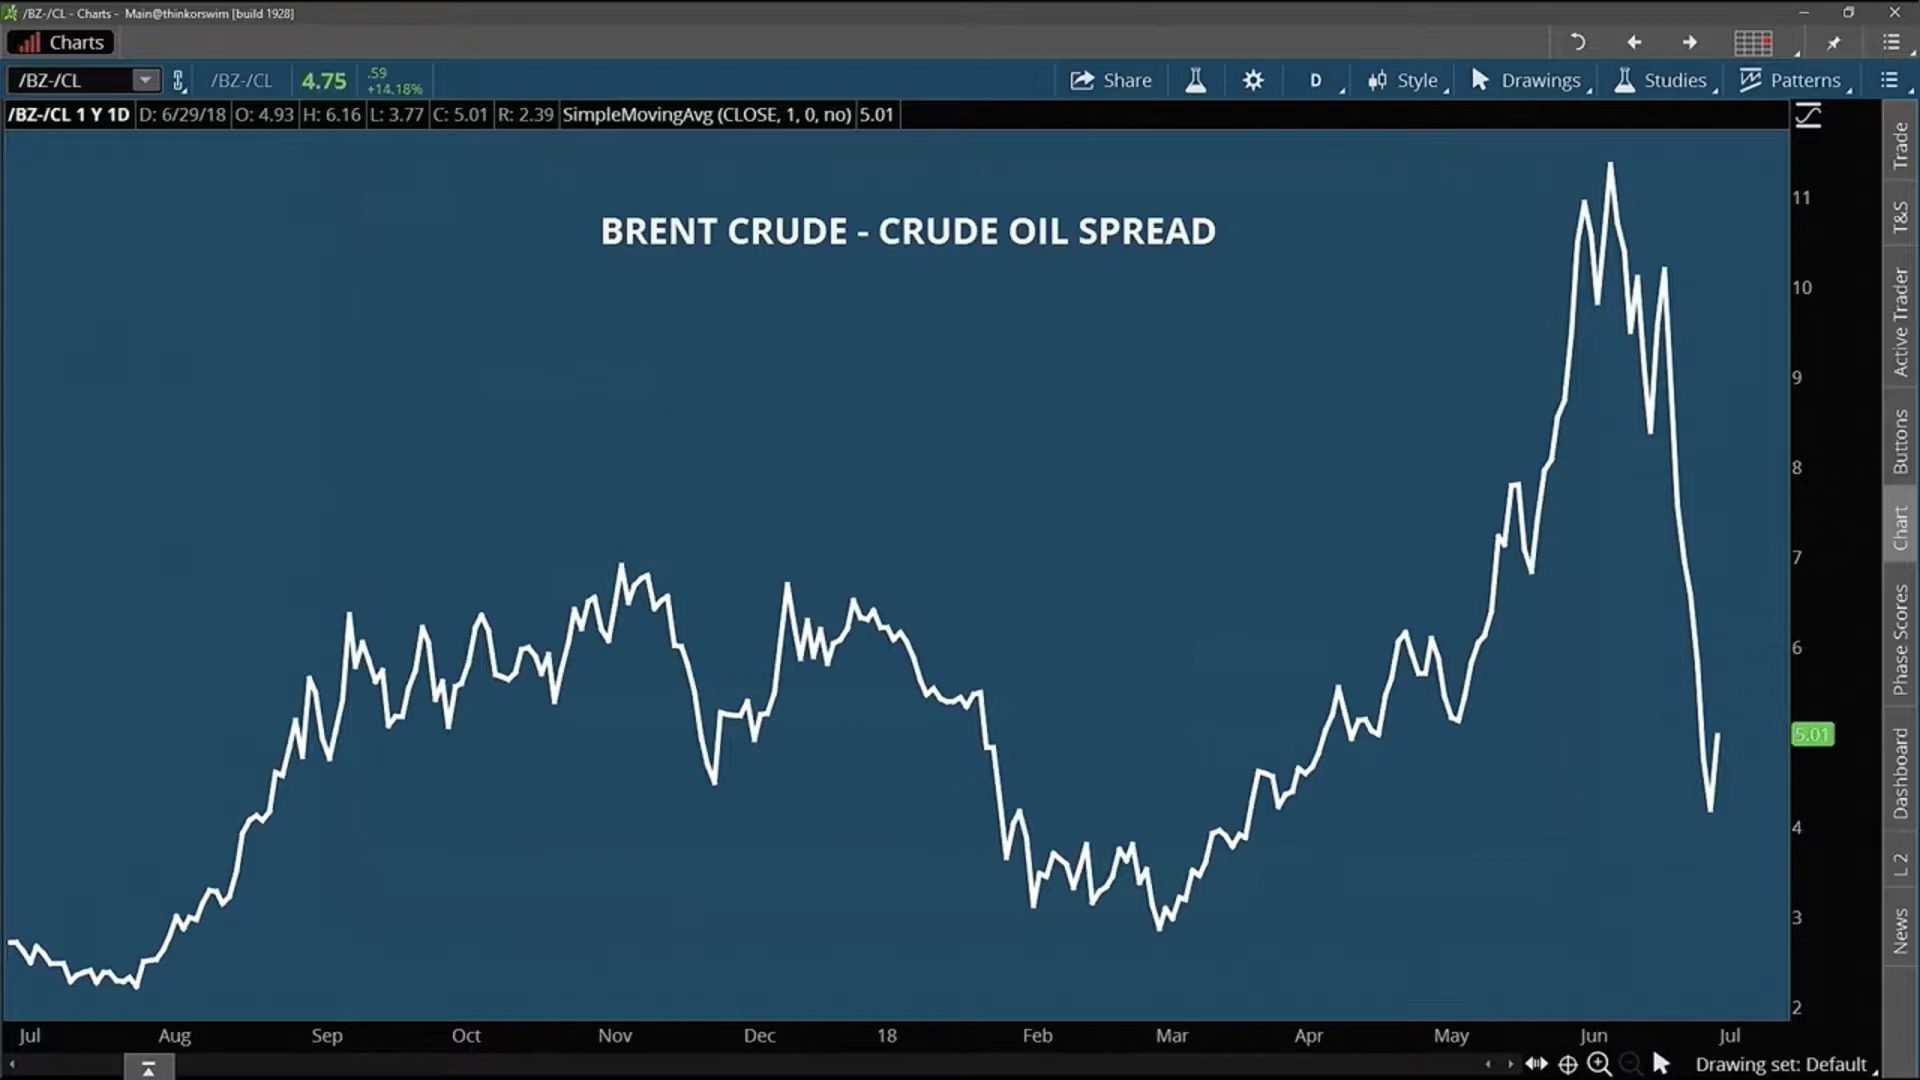 /BZ-/CL - Charts - Main@thinkorswim [build 1928]
Charts
/BZ-/CL /BZ-/CL 4.75 .59 +14.18% Share D Style Drawings Studies Patterns
/BZ-/CL 1 Y 1D D: 6/29/18 O: 4.93 H: 6.16 L: 3.77 C: 5.01 R: 2.39 SimpleMovingAvg (CLOSE, 1, 0, no) 5.01
BRENT CRUDE - CRUDE OIL SPREAD
11
10
9
8
7
6
5.01
4
3
2
Jul Aug Sep Oct Nov Dec 18 Feb Mar Apr May Jun Jul
Drawing set: Default
Trade
T&S
Active Trader
Buttons
Chart
Phase Scores
Dashboard
L 2
News